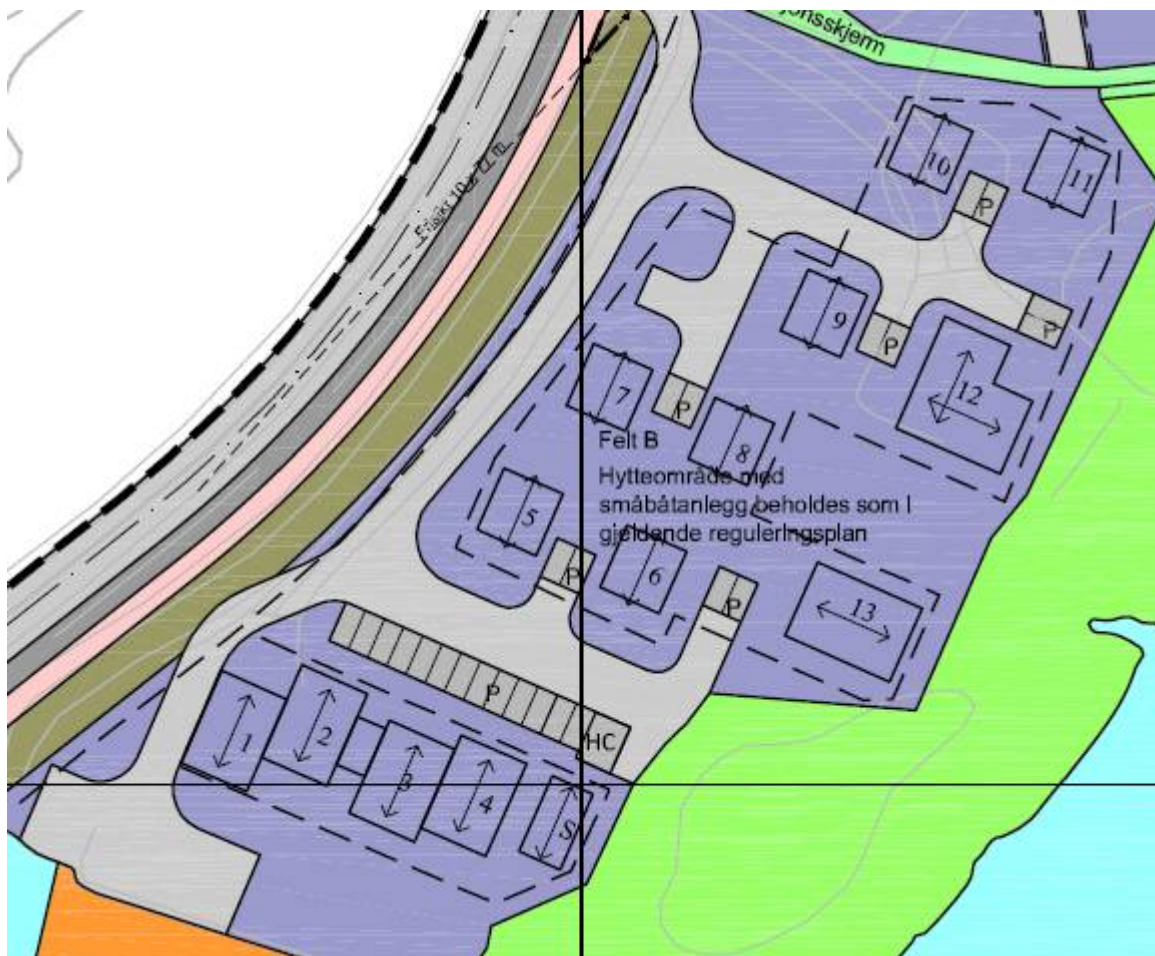 jonsskjerm
10
11
P
9
P
P
12
7
P
8
Felt B
Hytteområde med
småbåtanlegg beholdes som i
gjeldende reguleringsplan
5
6
P
P
13
P
HC
1
2
3
4
S